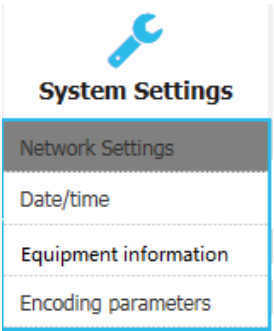 System Settings
Network Settings
Date/time
Equipment information
Encoding parameters